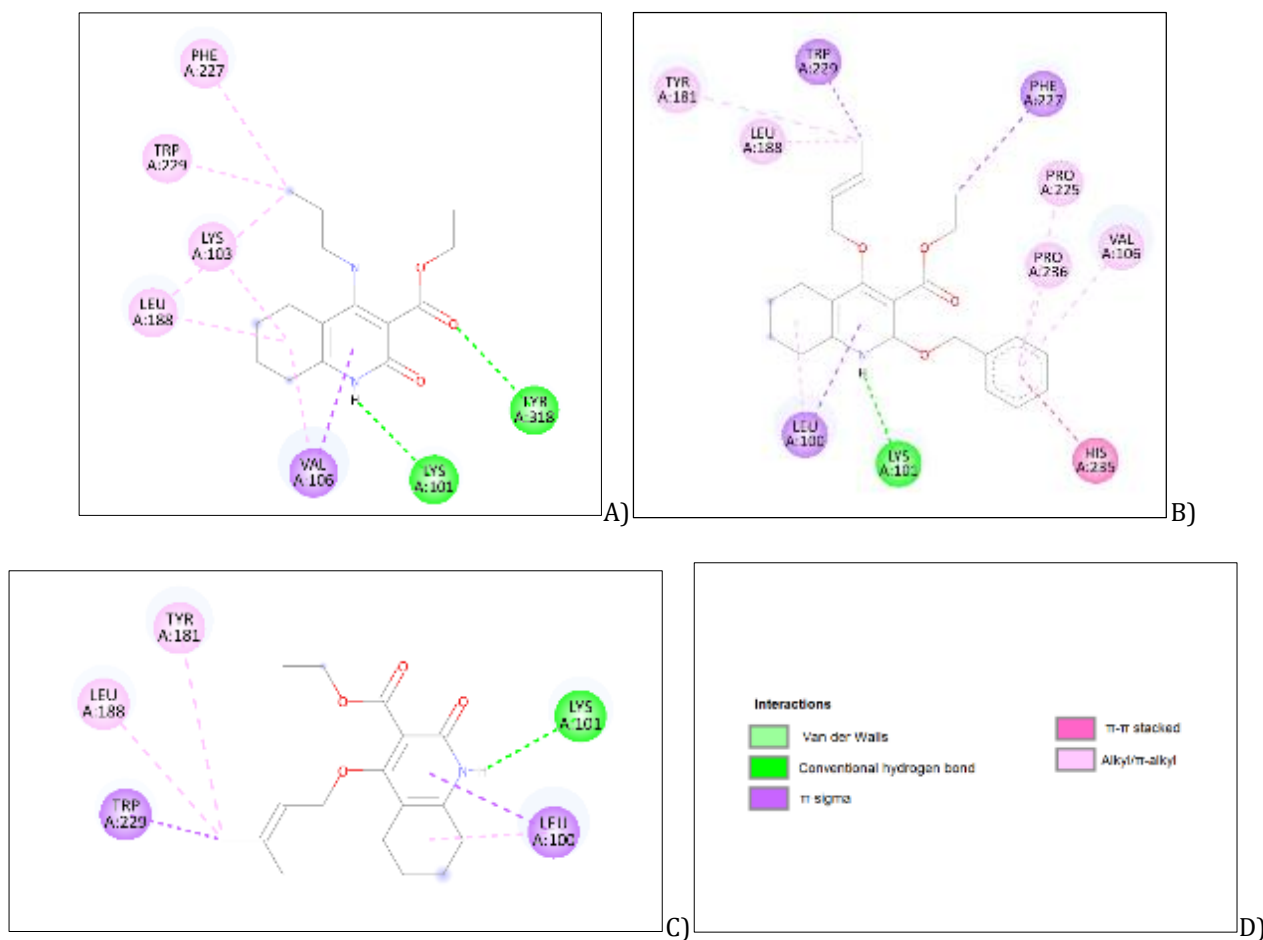 PHE
A:227
TRP
A:229
LYS
A:103
LEU
A:188
VAL
A:106
LYS
A:101
LYR
A:318
N
O
O
N
H
O
A)
TRP
A:229
PHE
A:227
TYR
A:181
LEU
A:188
PRO
A:225
VAL
A:106
PRO
A:236
O
O
O
N
H
O
LEU
A:100
LYS
A:101
HIS
A:235
B)
TYR
A:181
LEU
A:188
TRP
A:229
O
O
O
O
N
H
LYS
A:101
LEU
A:100
C)
Interactions
Van der Walls
Conventional hydrogen bond
π sigma
π-π stacked
Alkyl/π-alkyl
D)